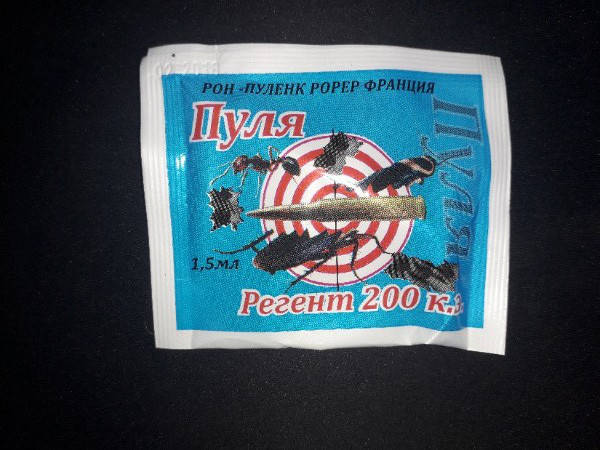 РОН -ПУЛЕНК РОРЕР ФРАНЦИЯ
Пуля
ПУЛЯ
1,5мл
Регент 200 к.э